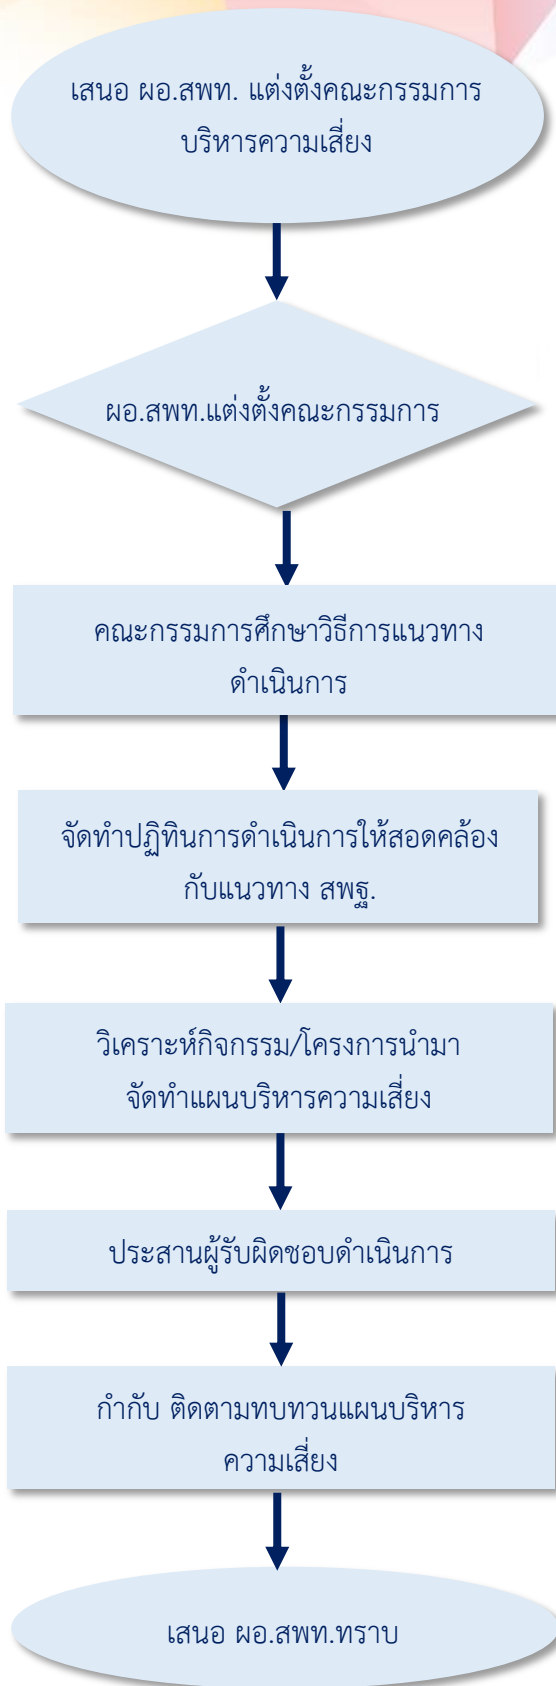 เสนอ ผอ.สพท. แต่งตั้งคณะกรรมการ
บริหารความเสี่ยง
ผอ.สพท.แต่งตั้งคณะกรรมการ
คณะกรรมการศึกษาวิธีการแนวทาง
ดำเนินการ
จัดทำปฏิทินการดำเนินการให้สอดคล้อง
กับแนวทาง สพฐ.
วิเคราะห์กิจกรรม/โครงการนำมา
จัดทำแผนบริหารความเสี่ยง
ประสานผู้รับผิดชอบดำเนินการ
กำกับ ติดตามทบทวนแผนบริหาร
ความเสี่ยง
เสนอ ผอ.สพท.ทราบ